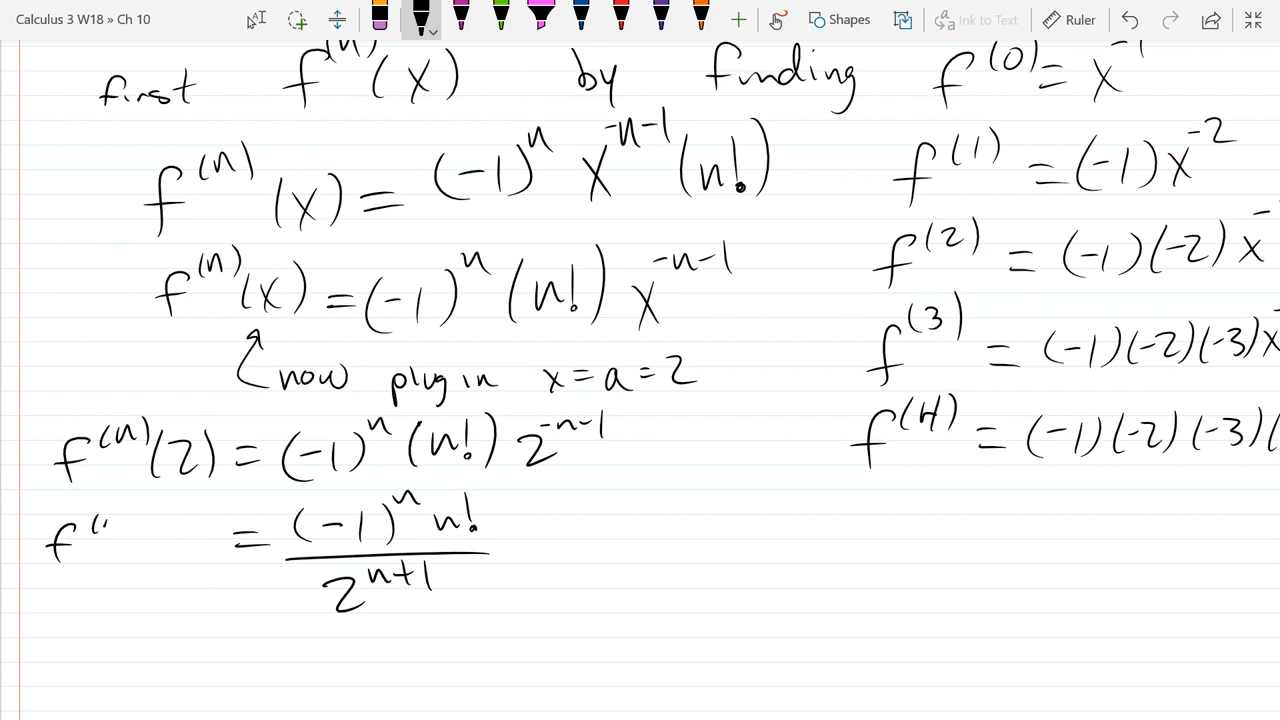 Calculus 3 W18 » Ch 10
Shapes
Ink to Text
Ruler
first f^(n)(x) by finding f^(0) = x^-1
f^(n)(x) = (-1)^n x^-n-1 (n!)
f^(1) = (-1)x^-2
f^(n)(x) = (-1)^n (n!) x^-n-1
f^(2) = (-1)(-2)x^-
f^(3) = (-1)(-2)(-3)x^-
now plug in x = a = 2
f^(n)(2) = (-1)^n (n!) 2^-n-1
f^(4) = (-1)(-2)(-3)(
f^( = (-1)^n n! / 2^n+1